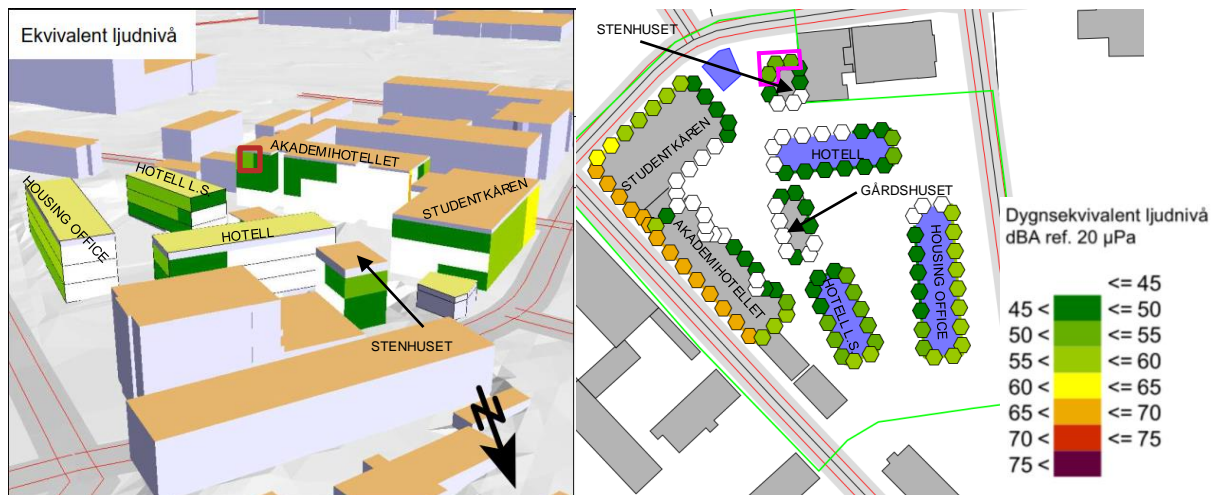 Ekvivalent ljudnivå
AKADEMIHOTELLET
HOTELL L.S.
STUDENTKÅREN
HOUSING OFFICE
HOTELL
STENHUSET
N
STENHUSET
STUDENTKÅREN
HOTELL
GÅRDSHUSET
AKADEMIHOTELLET
HOTELL L.S
HOUSING OFFICE
Dygnsekvivalent ljudnivå
dBA ref. 20 µPa
<= 45
45 < <= 50
50 < <= 55
55 < <= 60
60 < <= 65
65 < <= 70
70 < <= 75
75 <